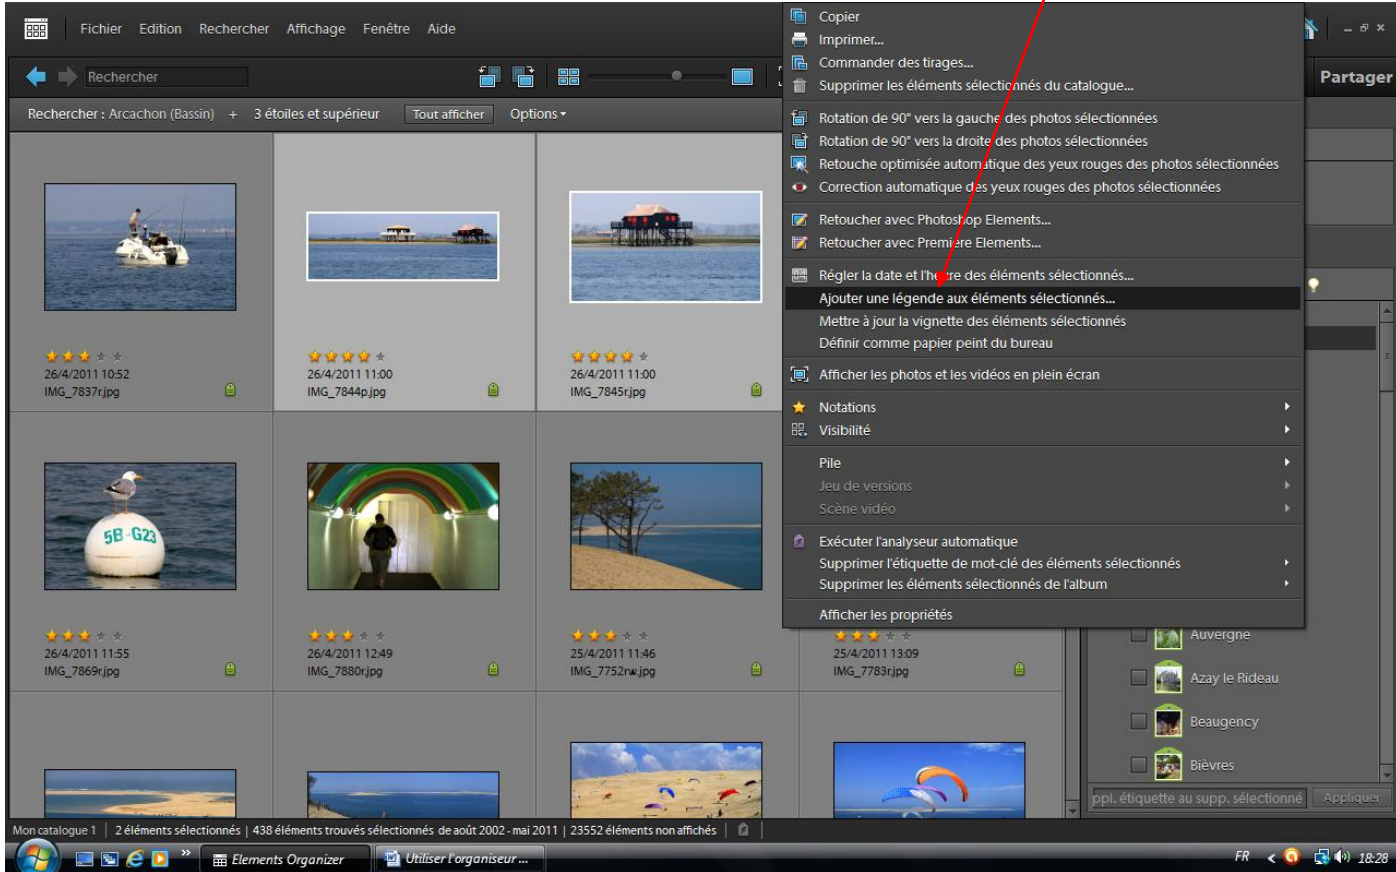 Fichier Edition Rechercher Affichage Fenêtre Aide
Rechercher
Partager
Rechercher : Arcachon (Bassin) + 3 étoiles et supérieur Tout afficher Options
Copier
Imprimer...
Commander des tirages...
Supprimer les éléments sélectionnés du catalogue...
Rotation de 90° vers la gauche des photos sélectionnées
Rotation de 90° vers la droite des photos sélectionnées
Retouche optimisée automatique des yeux rouges des photos sélectionnées
Correction automatique des yeux rouges des photos sélectionnées
Retoucher avec Photoshop Elements...
Retoucher avec Premiere Elements...
Régler la date et l'heure des éléments sélectionnés...
Ajouter une légende aux éléments sélectionnés...
Mettre à jour la vignette des éléments sélectionnés
Définir comme papier peint du bureau
Afficher les photos et les vidéos en plein écran
Notations
Visibilité
Pile
Jeu de versions
Scène vidéo
Exécuter l'analyseur automatique
Supprimer l'étiquette de mot-clé des éléments sélectionnés
Supprimer les éléments sélectionnés de l'album
Afficher les propriétés
26/4/2011 10:52
IMG_7837r.jpg
26/4/2011 11:00
IMG_7844p.jpg
26/4/2011 11:00
IMG_7845r.jpg
5B-G23
26/4/2011 11:55
IMG_7869r.jpg
26/4/2011 12:49
IMG_7880r.jpg
25/4/2011 11:46
IMG_7752rw.jpg
25/4/2011 13:09
IMG_7783r.jpg
Auvergne
Azay le Rideau
Beaugency
Bièvres
ppl. étiquette au supp. sélectionné Appliquer
Mon catalogue 1 | 2 éléments sélectionnés | 438 éléments trouvés sélectionnés de août 2002 - mai 2011 | 23552 éléments non affichés
Elements Organizer
Utiliser l'organiseur ...
FR
18:28